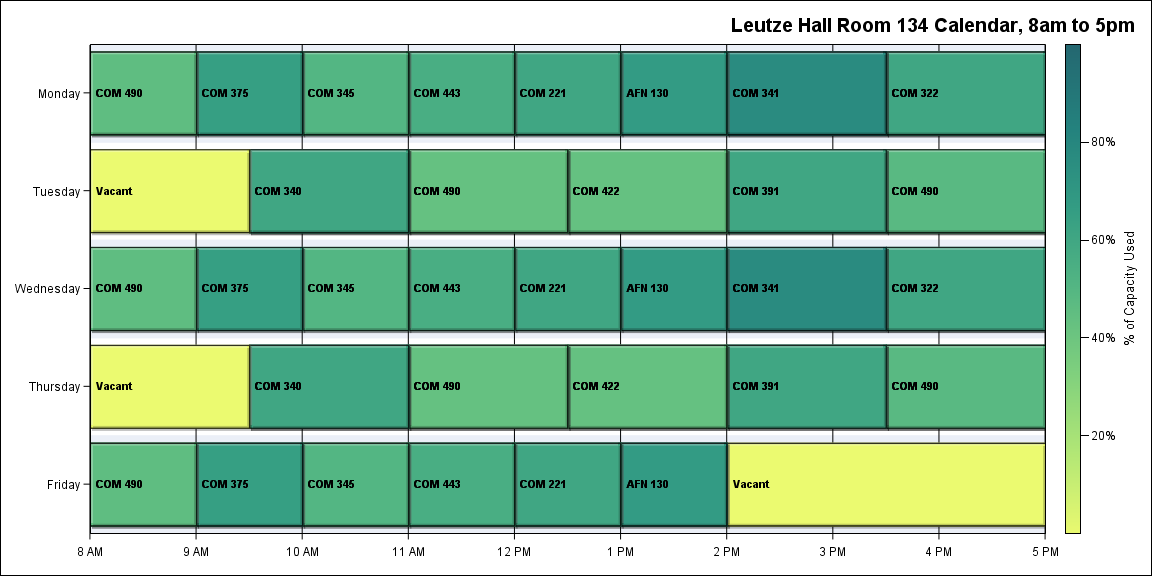 Leutze Hall Room 134 Calendar, 8am to 5pm
Monday
COM 490
COM 375
COM 345
COM 443
COM 221
AFN 130
COM 341
COM 322
Tuesday
Vacant
COM 340
COM 490
COM 422
COM 391
COM 490
Wednesday
COM 490
COM 375
COM 345
COM 443
COM 221
AFN 130
COM 341
COM 322
Thursday
Vacant
COM 340
COM 490
COM 422
COM 391
COM 490
Friday
COM 490
COM 375
COM 345
COM 443
COM 221
AFN 130
Vacant
8 AM
9 AM
10 AM
11 AM
12 PM
1 PM
2 PM
3 PM
4 PM
5 PM
80%
60%
40%
20%
% of Capacity Used